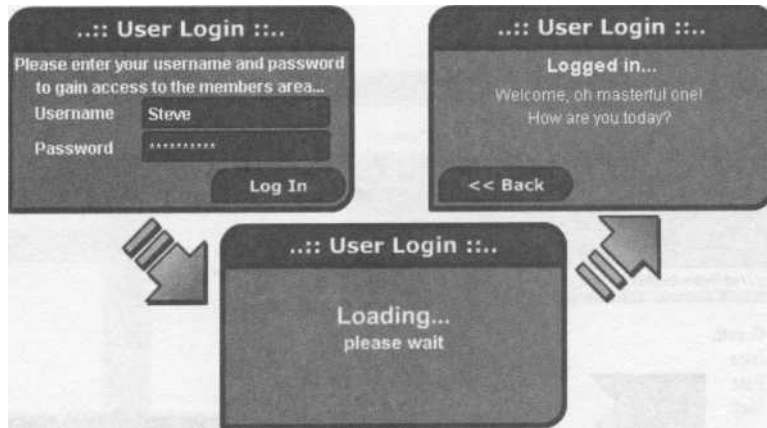 ..:: User Login ::..
Please enter your username and password
to gain access to the members area...
Username Steve
Password **********
Log In
..:: User Login ::..
Loading...
please wait
..:: User Login ::..
Logged in...
Welcome, oh masterful one!
How are you today?
<< Back